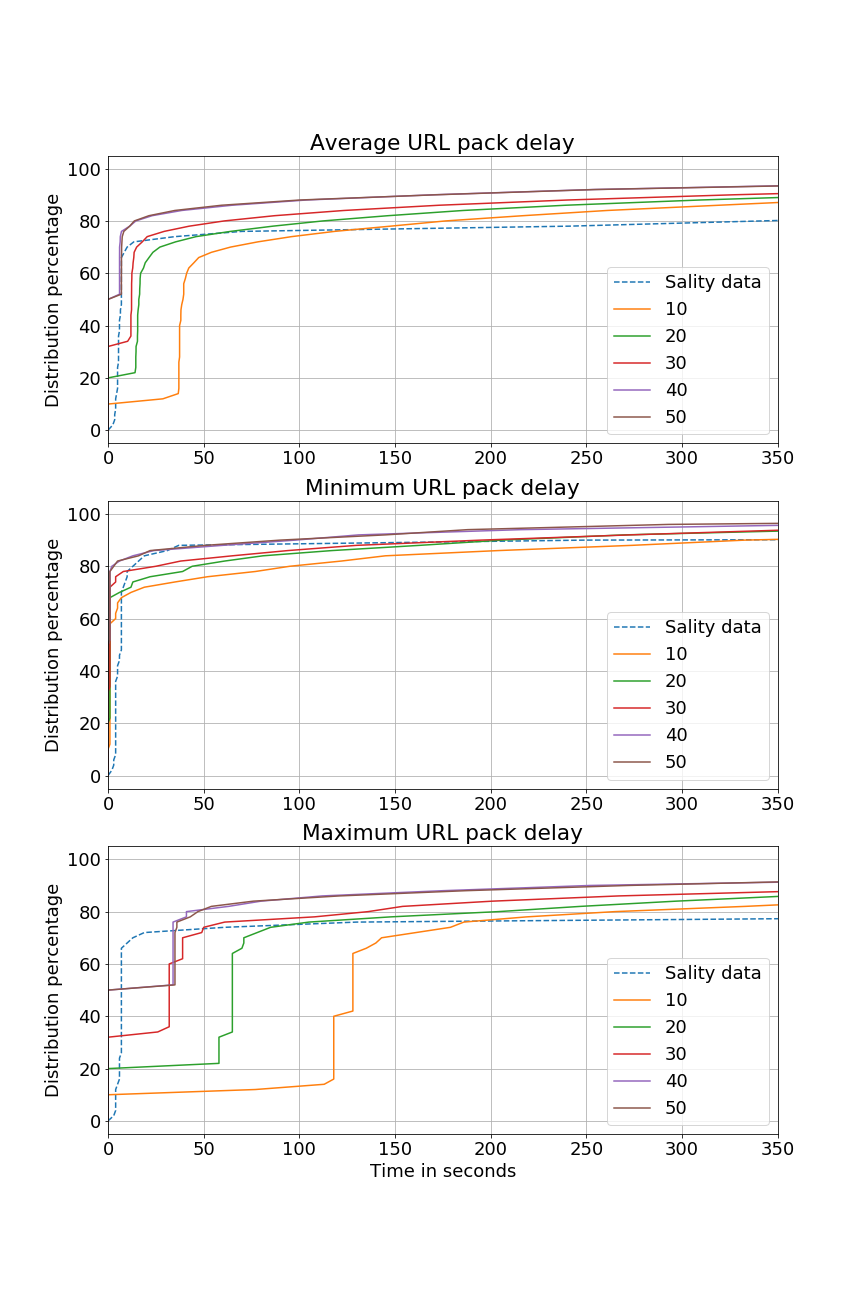 Average URL pack delay
Distribution percentage
100
80
60
40
20
0
0 50 100 150 200 250 300 350
Sality data
10
20
30
40
50
Minimum URL pack delay
Distribution percentage
100
80
60
40
20
0
0 50 100 150 200 250 300 350
Sality data
10
20
30
40
50
Maximum URL pack delay
Distribution percentage
100
80
60
40
20
0
0 50 100 150 200 250 300 350
Sality data
10
20
30
40
50
Time in seconds